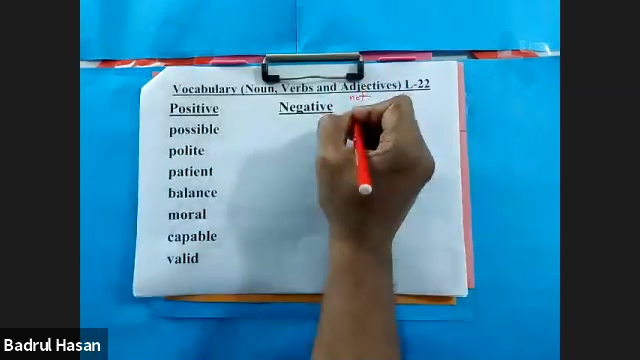 Vocabulary (Noun, Verbs and Adjectives) L-22
Positive Negative not
possible
polite
patient
balance
moral
capable
valid
Badrul Hasan